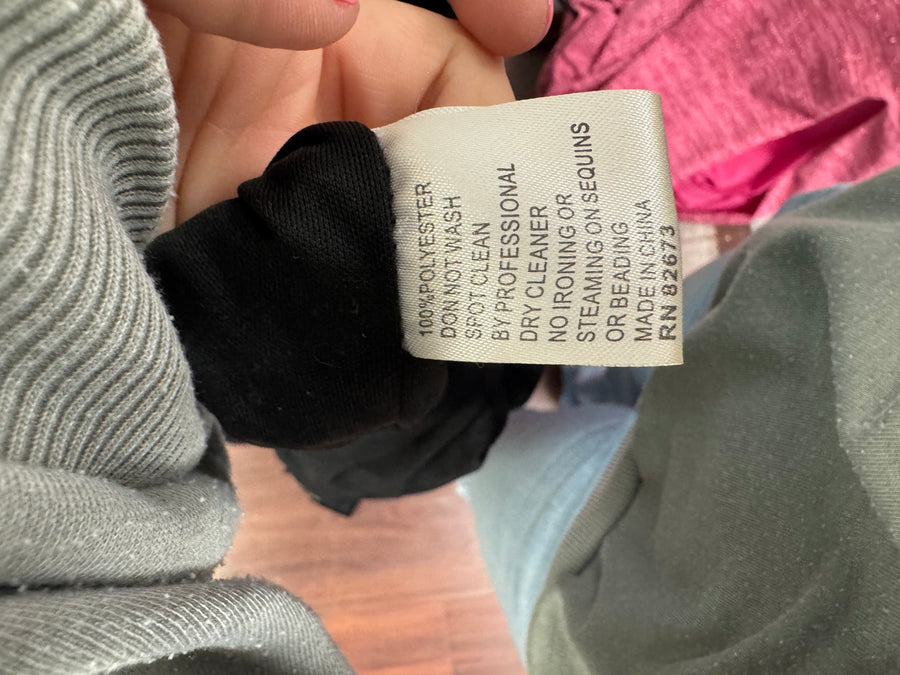 100%POLYESTER
DON NOT WASH
SPOT CLEAN
BY PROFESSIONAL
DRY CLEANER
NO IRONING OR
STEAMING ON SEQUINS
OR BEADING
MADE IN CHINA
RN 82673